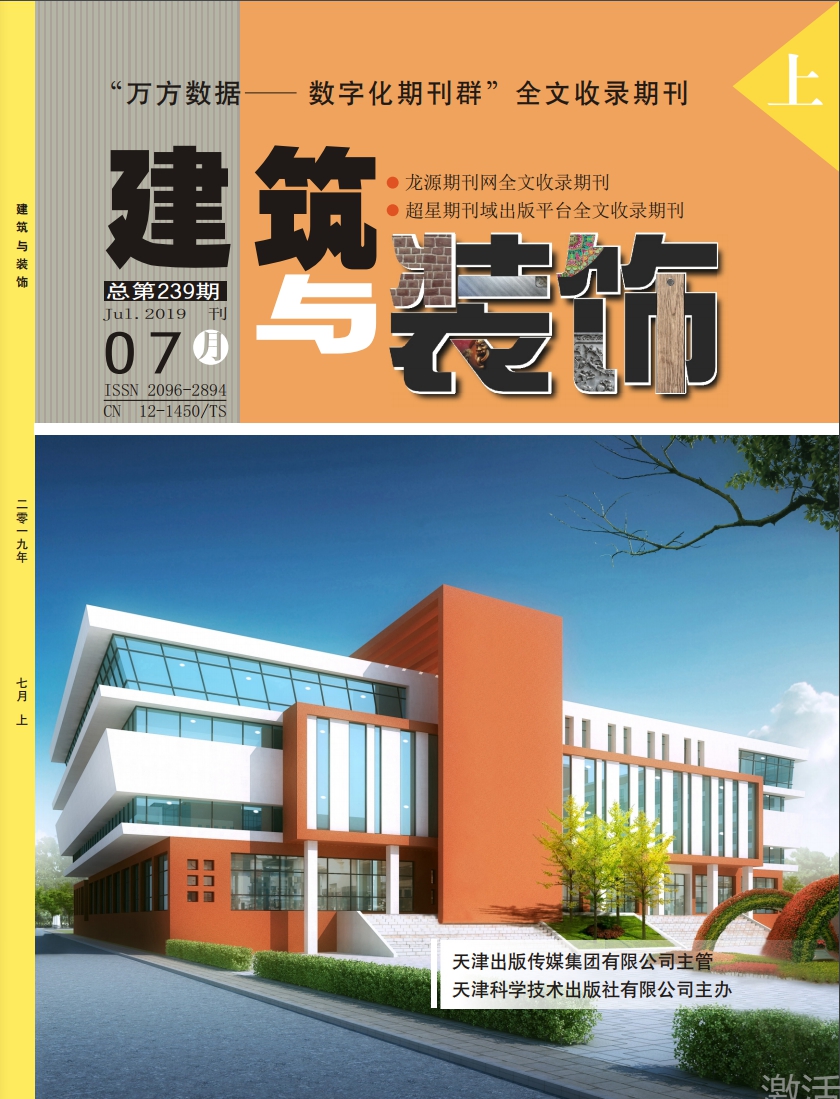 上
“万方数据—— 数字化期刊群”全文收录期刊
建筑
与装饰
龙源期刊网全文收录期刊
超星期刊域出版平台全文收录期刊
总第239期
Jul. 2019 刊
07月
ISSN 2096-2894
CN 12-1450/TS
建筑与装饰
二零一九年
七月 上
天津出版传媒集团有限公司主管
天津科学技术出版社有限公司主办
激活